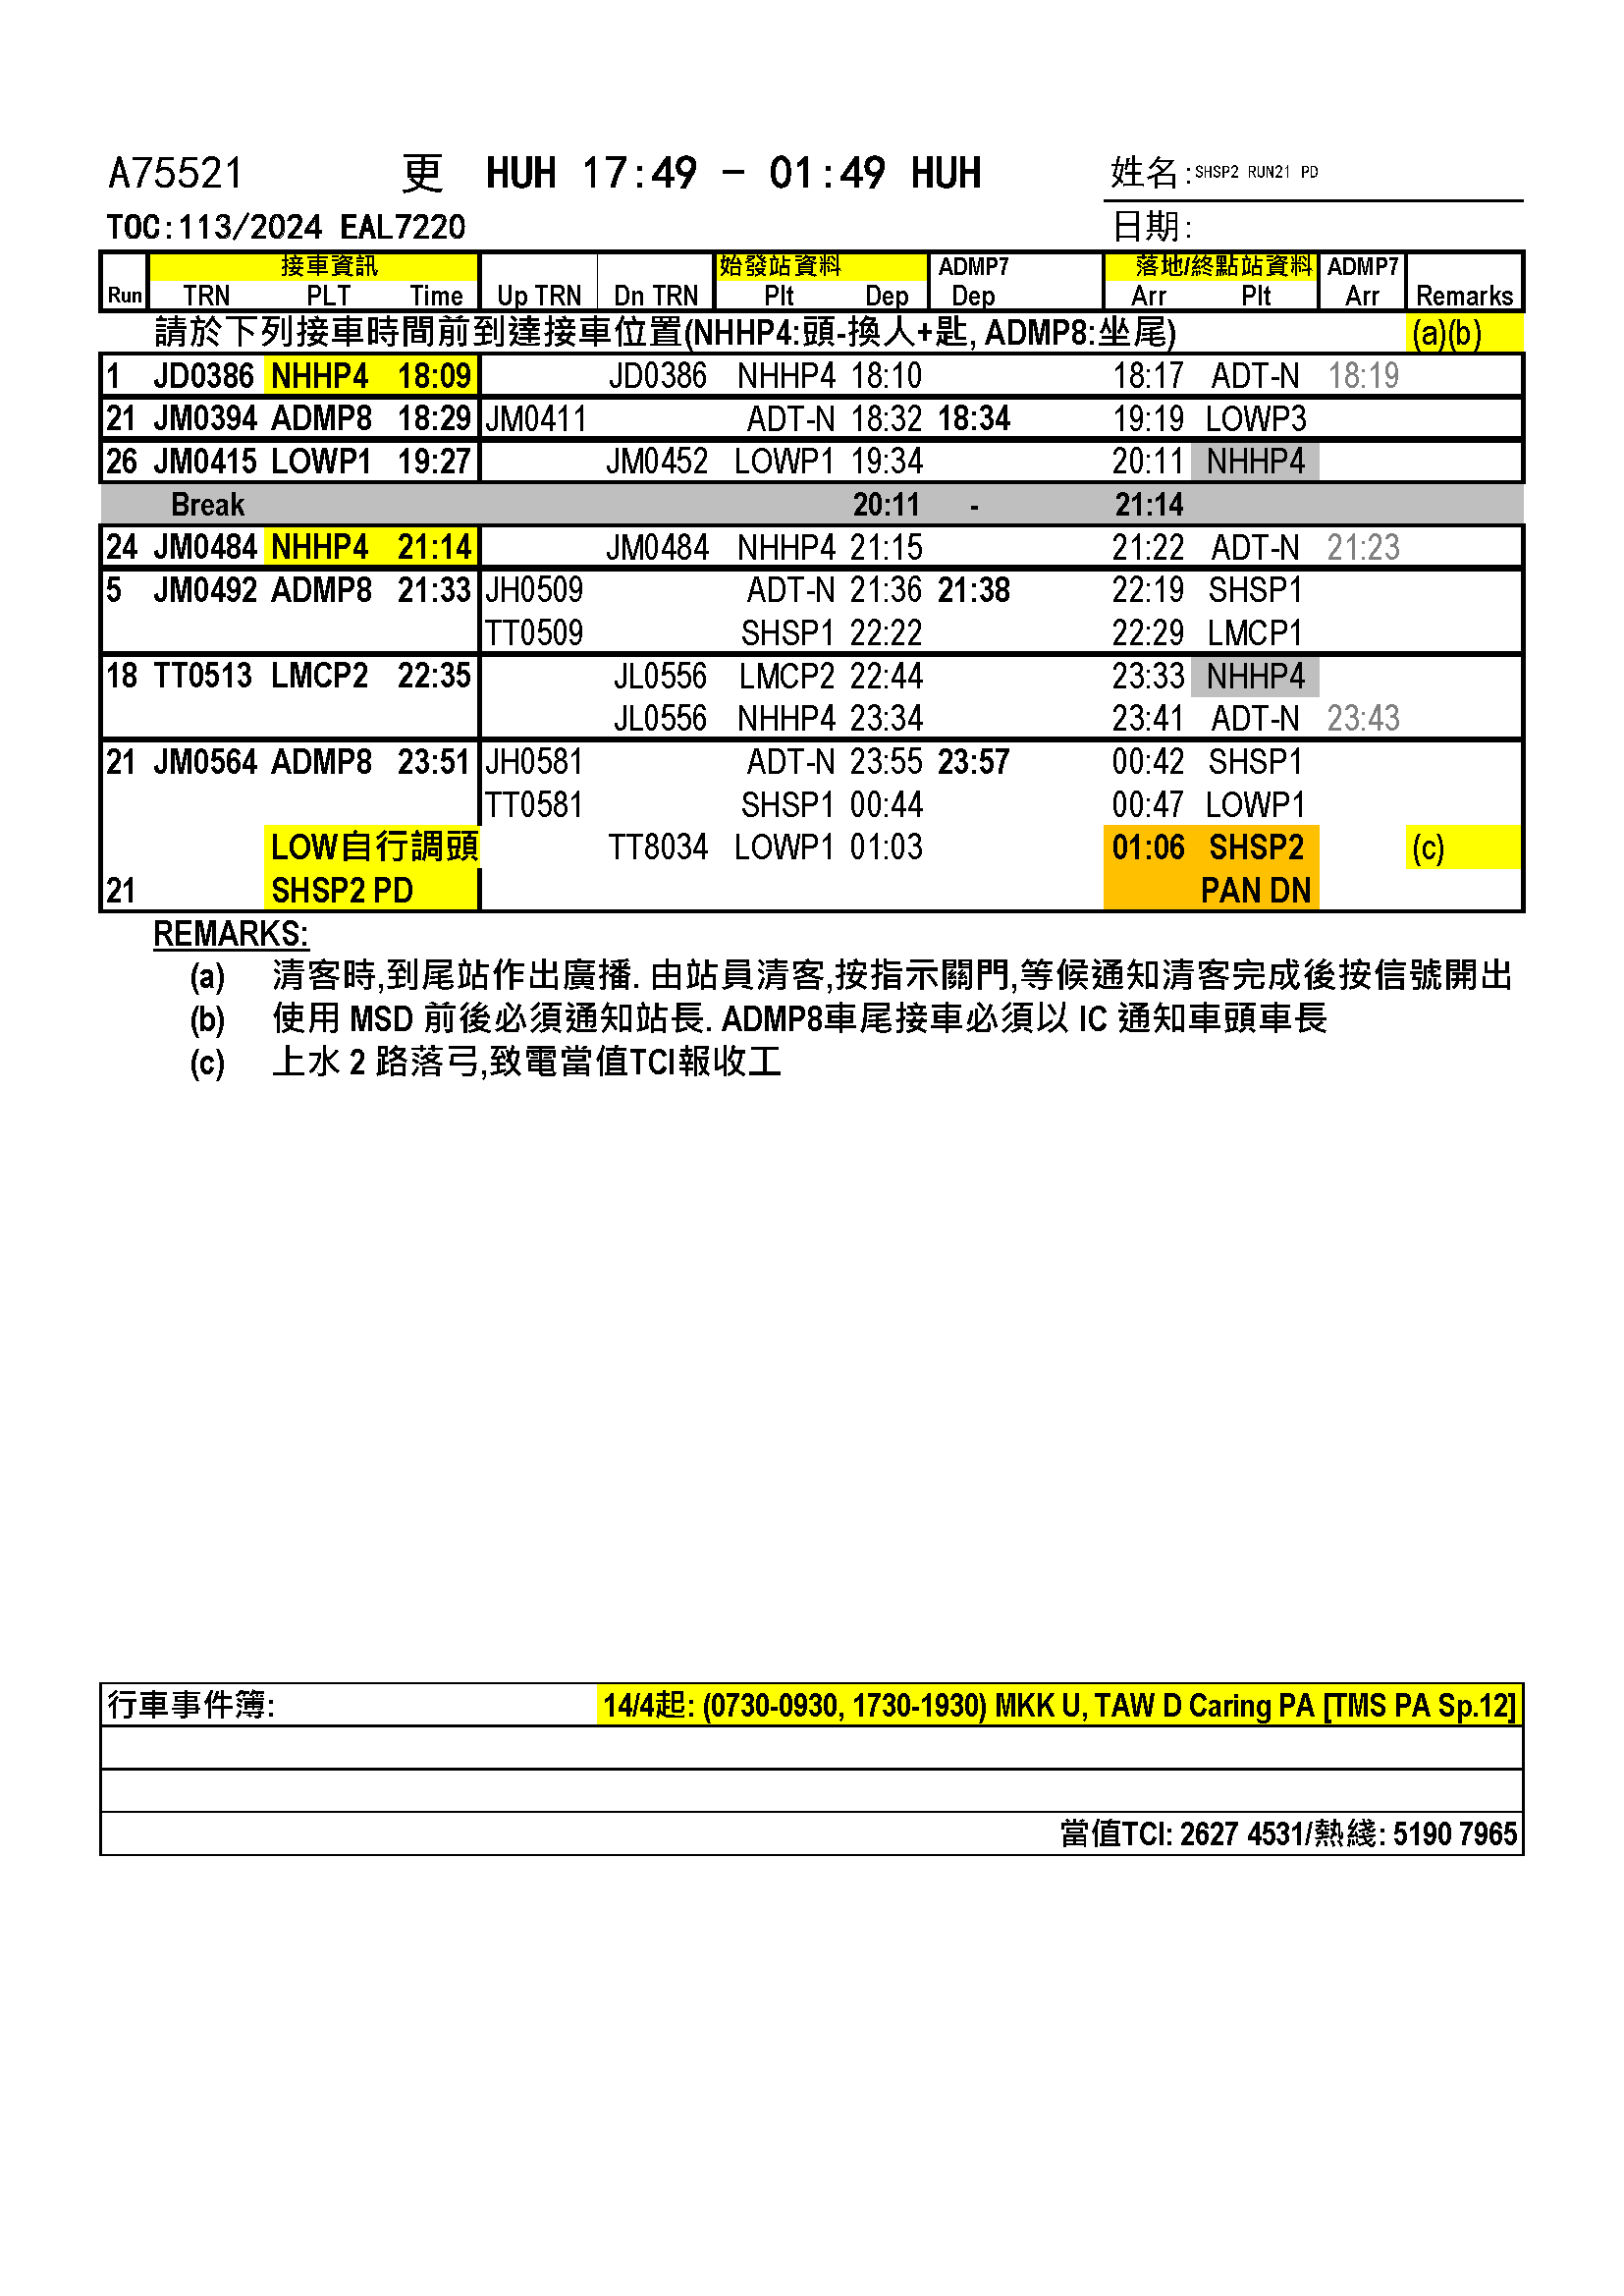 A75521 更 HUH 17:49 - 01:49 HUH 姓名:SHSP2 RUN21 PD
TOC:113/2024 EAL7220 日期:
接車資訊 始發站資料 ADMP7 落地/終點站資料 ADMP7
Run TRN PLT Time Up TRN Dn TRN Plt Dep Dep Arr Plt Arr Remarks
請於下列接車時間前到達接車位置(NHHP4:頭-換人+匙, ADMP8:坐尾) (a)(b)
1 JD0386 NHHP4 18:09 JD0386 NHHP4 18:10 18:17 ADT-N 18:19
21 JM0394 ADMP8 18:29 JM0411 ADT-N 18:32 18:34 19:19 LOWP3
26 JM0415 LOWP1 19:27 JM0452 LOWP1 19:34 20:11 NHHP4
Break 20:11 - 21:14
24 JM0484 NHHP4 21:14 JM0484 NHHP4 21:15 21:22 ADT-N 21:23
5 JM0492 ADMP8 21:33 JH0509 ADT-N 21:36 21:38 22:19 SHSP1
TT0509 SHSP1 22:22 22:29 LMCP1
18 TT0513 LMCP2 22:35 JL0556 LMCP2 22:44 23:33 NHHP4
JL0556 NHHP4 23:34 23:41 ADT-N 23:43
21 JM0564 ADMP8 23:51 JH0581 ADT-N 23:55 23:57 00:42 SHSP1
TT0581 SHSP1 00:44 00:47 LOWP1
LOW自行調頭 TT8034 LOWP1 01:03 01:06 SHSP2 (c)
21 SHSP2 PD PAN DN
REMARKS:
(a) 清客時,到尾站作出廣播. 由站員清客,按指示關門,等候通知清客完成後按信號開出
(b) 使用 MSD 前後必須通知站長. ADMP8車尾接車必須以 IC 通知車頭車長
(c) 上水 2 路落弓,致電當值TCI報收工
行車事件簿: 14/4起: (0730-0930, 1730-1930) MKK U, TAW D Caring PA [TMS PA Sp.12]
當值TCI: 2627 4531/熱綫: 5190 7965